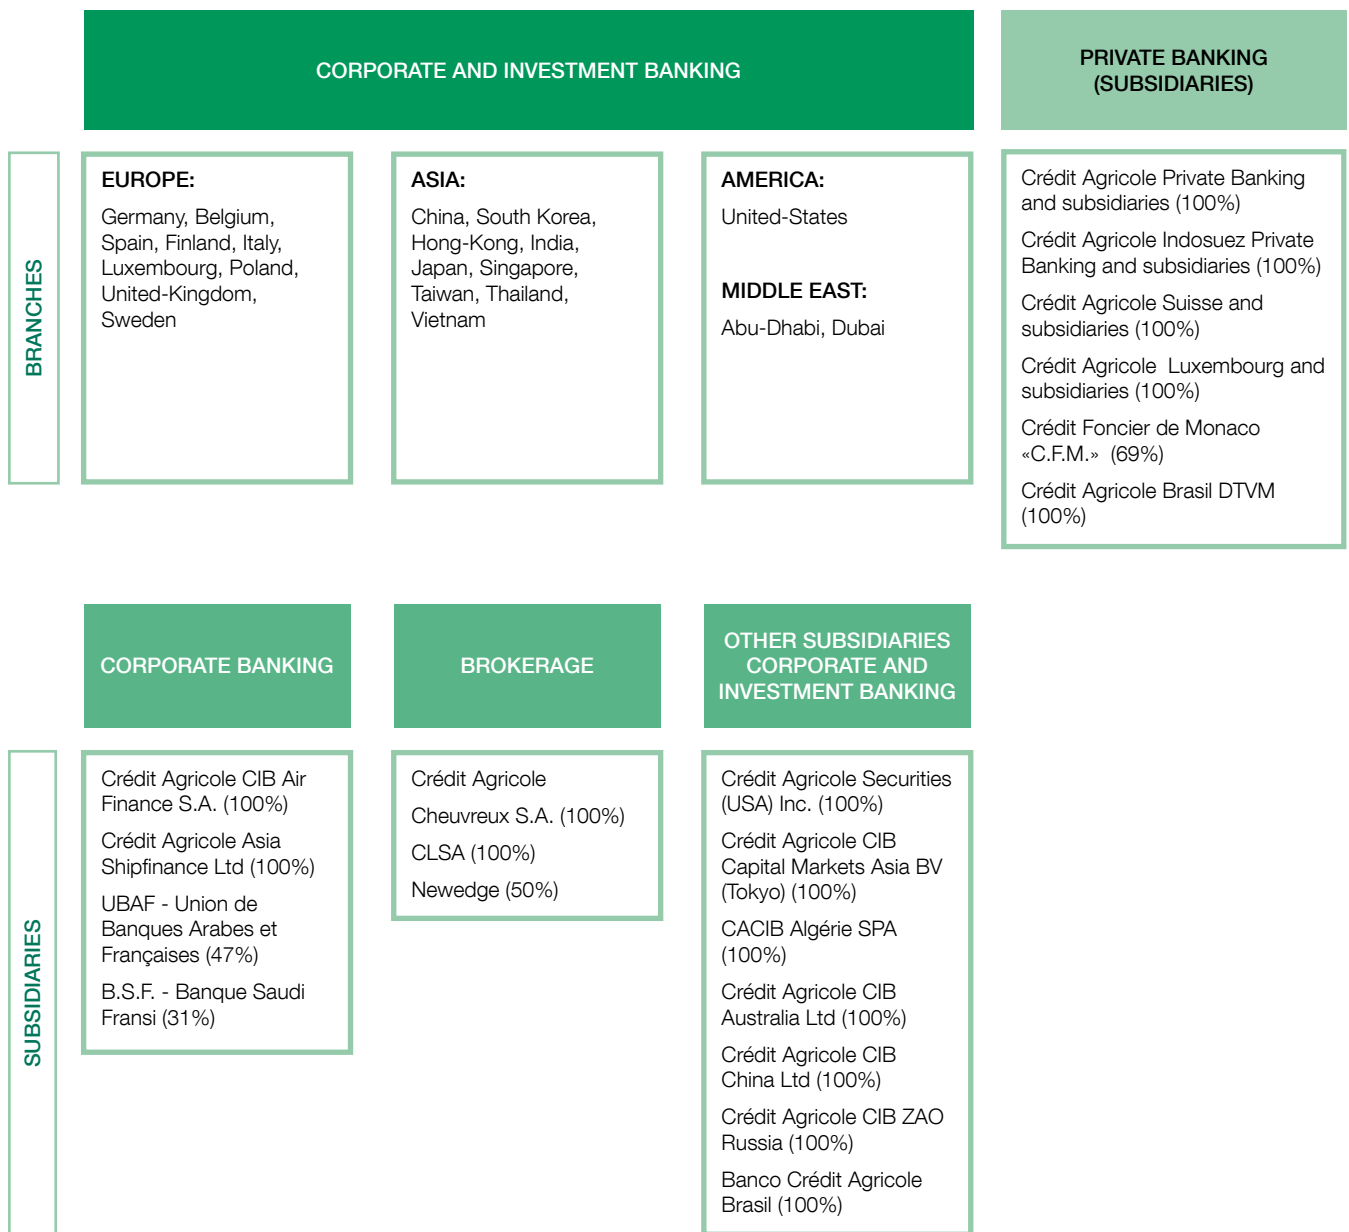 CORPORATE AND INVESTMENT BANKING
PRIVATE BANKING
(SUBSIDIARIES)
BRANCHES
EUROPE:
Germany, Belgium,
Spain, Finland, Italy,
Luxembourg, Poland,
United-Kingdom,
Sweden
ASIA:
China, South Korea,
Hong-Kong, India,
Japan, Singapore,
Taiwan, Thailand,
Vietnam
AMERICA:
United-States
MIDDLE EAST:
Abu-Dhabi, Dubai
Crédit Agricole Private Banking
and subsidiaries (100%)
Crédit Agricole Indosuez Private
Banking and subsidiaries (100%)
Crédit Agricole Suisse and
subsidiaries (100%)
Crédit Agricole Luxembourg and
subsidiaries (100%)
Crédit Foncier de Monaco
«C.F.M.» (69%)
Crédit Agricole Brasil DTVM
(100%)
CORPORATE BANKING
BROKERAGE
OTHER SUBSIDIARIES
CORPORATE AND
INVESTMENT BANKING
SUBSIDIARIES
Crédit Agricole CIB Air
Finance S.A. (100%)
Crédit Agricole Asia
Shipfinance Ltd (100%)
UBAF - Union de
Banques Arabes et
Françaises (47%)
B.S.F. - Banque Saudi
Fransi (31%)
Crédit Agricole
Cheuvreux S.A. (100%)
CLSA (100%)
Newedge (50%)
Crédit Agricole Securities
(USA) Inc. (100%)
Crédit Agricole CIB
Capital Markets Asia BV
(Tokyo) (100%)
CACIB Algérie SPA
(100%)
Crédit Agricole CIB
Australia Ltd (100%)
Crédit Agricole CIB
China Ltd (100%)
Crédit Agricole CIB ZAO
Russia (100%)
Banco Crédit Agricole
Brasil (100%)